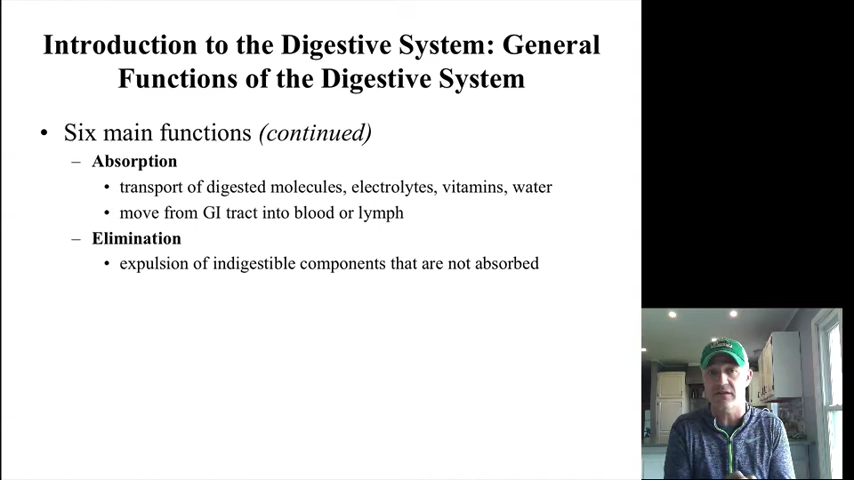 Introduction to the Digestive System: General
Functions of the Digestive System
• Six main functions (continued)
– Absorption
• transport of digested molecules, electrolytes, vitamins, water
• move from GI tract into blood or lymph
– Elimination
• expulsion of indigestible components that are not absorbed